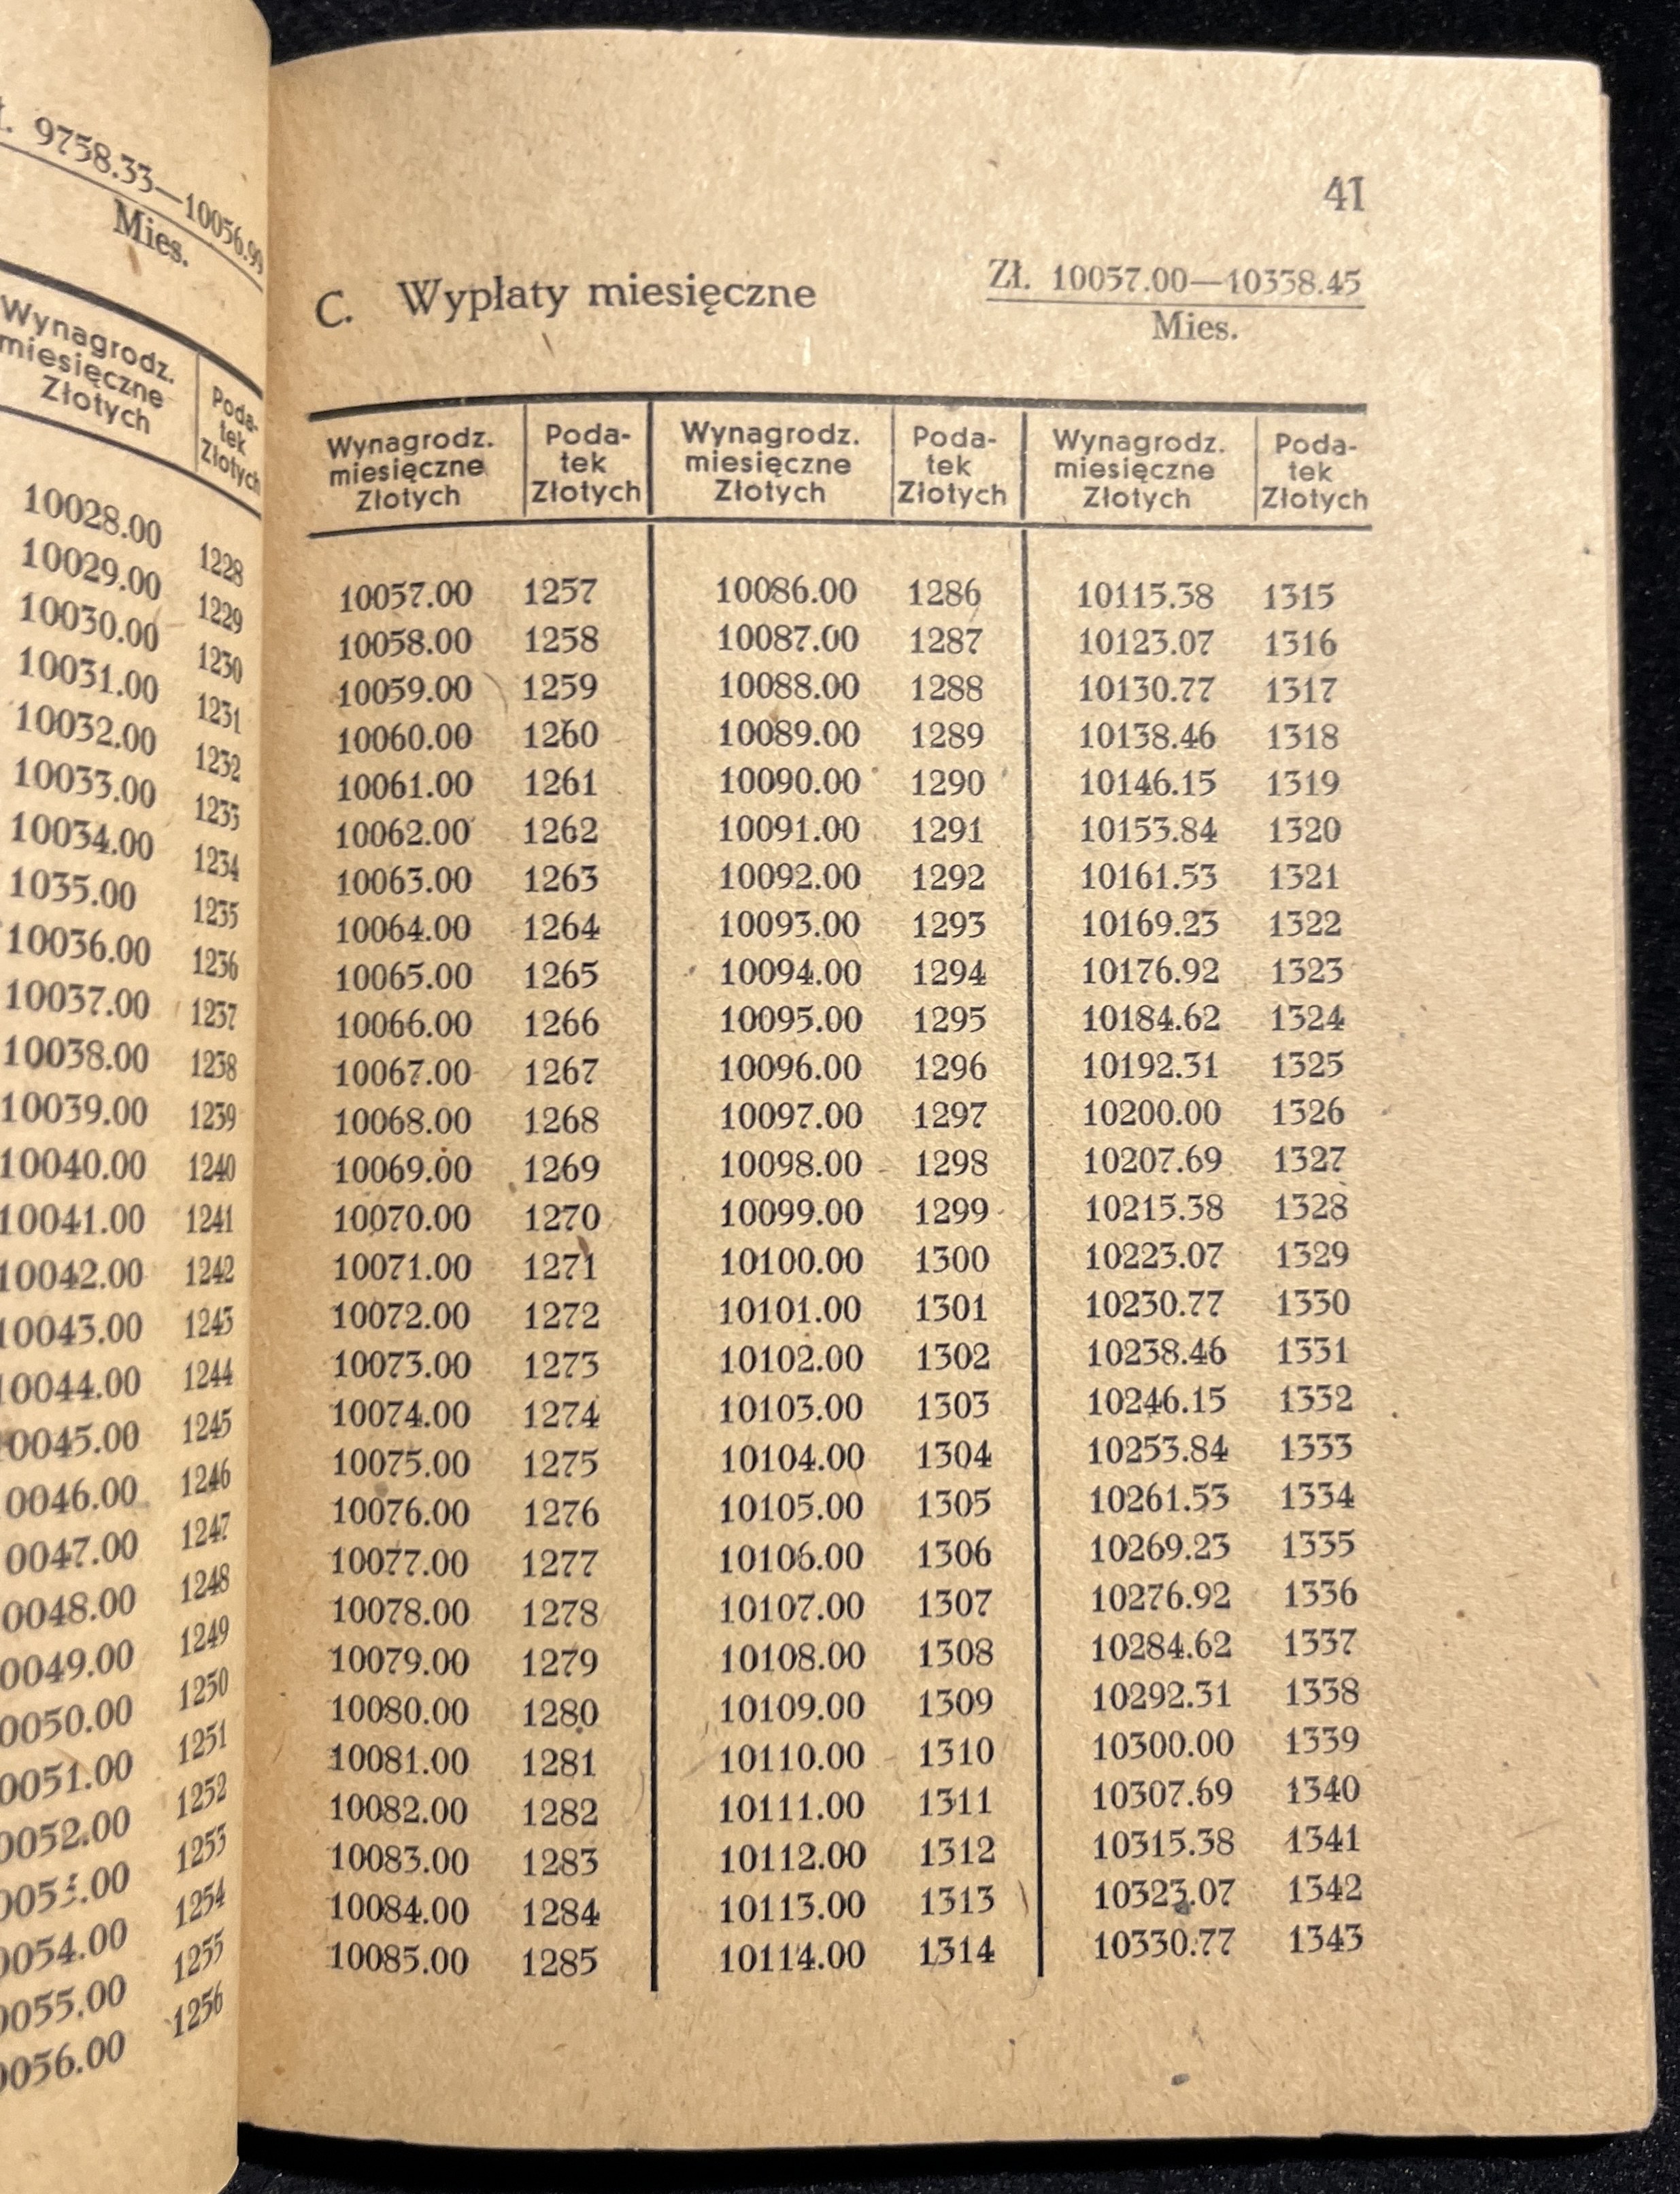 9758.33—10056.99
Mies.
Wynagrodz. Poda-
miesięczne tek
Złotych Złotych
10028.00 1228
10029.00 1229
10030.00 1230
10031.00 1231
10032.00 1232
10033.00 1233
10034.00 1234
1035.00 1235
10036.00 1236
10037.00 1237
10038.00 1238
10039.00 1239
10040.00 1240
10041.00 1241
10042.00 1242
10043.00 1243
10044.00 1244
0045.00 1245
0046.00 1246
0047.00 1247
0048.00 1248
0049.00 1249
0050.00 1250
0051.00 1251
0052.00 1252
0053.00 1253
0054.00 1254
0055.00 1255
0056.00 1256
41
C. Wypłaty miesięczne Zł. 10057.00—10338.45
Mies.
Wynagrodz. Poda- Wynagrodz. Poda- Wynagrodz. Poda-
miesięczne tek miesięczne tek miesięczne tek
Złotych Złotych Złotych Złotych Złotych Złotych
10057.00 1257 10086.00 1286 10115.38 1315
10058.00 1258 10087.00 1287 10123.07 1316
10059.00 1259 10088.00 1288 10130.77 1317
10060.00 1260 10089.00 1289 10138.46 1318
10061.00 1261 10090.00 1290 10146.15 1319
10062.00 1262 10091.00 1291 10153.84 1320
10063.00 1263 10092.00 1292 10161.53 1321
10064.00 1264 10093.00 1293 10169.23 1322
10065.00 1265 10094.00 1294 10176.92 1323
10066.00 1266 10095.00 1295 10184.62 1324
10067.00 1267 10096.00 1296 10192.31 1325
10068.00 1268 10097.00 1297 10200.00 1326
10069.00 1269 10098.00 1298 10207.69 1327
10070.00 1270 10099.00 1299 10215.38 1328
10071.00 1271 10100.00 1300 10223.07 1329
10072.00 1272 10101.00 1301 10230.77 1330
10073.00 1273 10102.00 1302 10238.46 1331
10074.00 1274 10103.00 1303 10246.15 1332
10075.00 1275 10104.00 1304 10253.84 1333
10076.00 1276 10105.00 1305 10261.53 1334
10077.00 1277 10106.00 1306 10269.23 1335
10078.00 1278 10107.00 1307 10276.92 1336
10079.00 1279 10108.00 1308 10284.62 1337
10080.00 1280 10109.00 1309 10292.31 1338
10081.00 1281 10110.00 1310 10300.00 1339
10082.00 1282 10111.00 1311 10307.69 1340
10083.00 1283 10112.00 1312 10315.38 1341
10084.00 1284 10113.00 1313 10323.07 1342
10085.00 1285 10114.00 1314 10330.77 1343